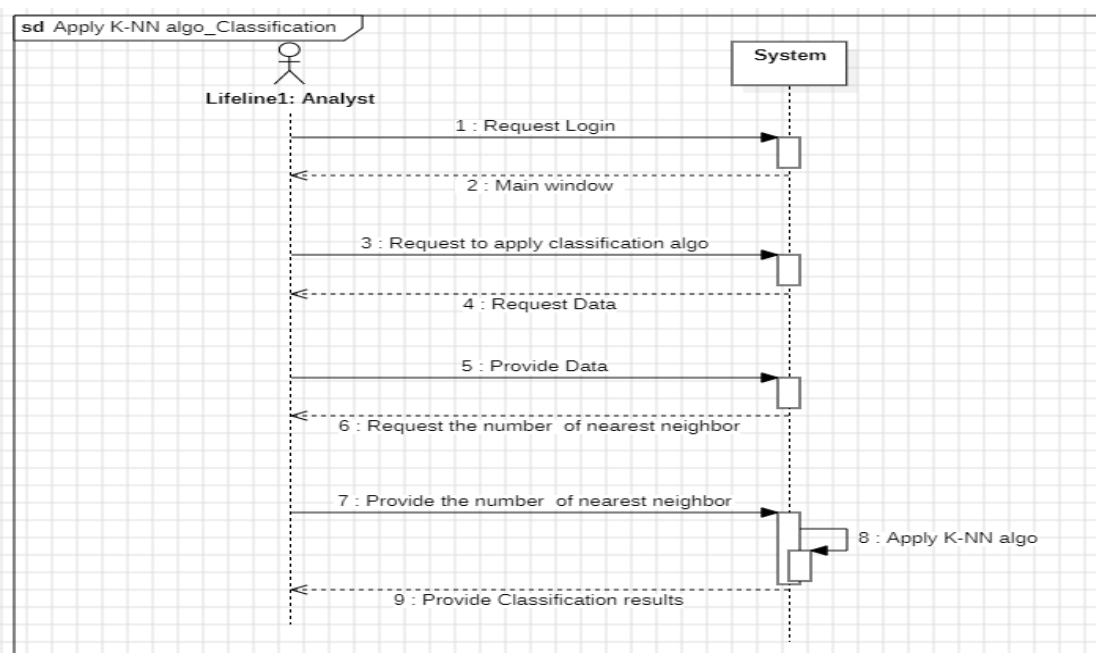 sd Apply K-NN algo_Classification
System
Lifeline1: Analyst
1 : Request Login
2 : Main window
3 : Request to apply classification algo
4 : Request Data
5 : Provide Data
6 : Request the number of nearest neighbor
7 : Provide the number of nearest neighbor
8 : Apply K-NN algo
9 : Provide Classification results